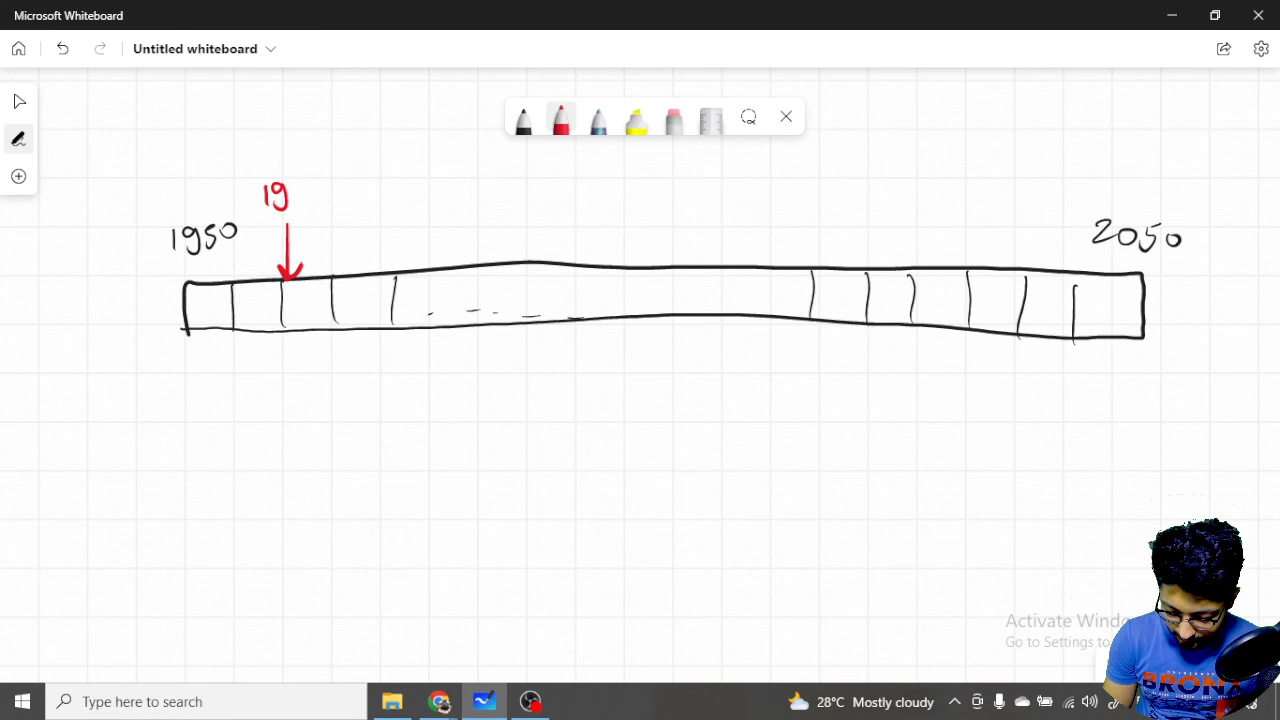 Microsoft Whiteboard
Untitled whiteboard
19
1950
2050
Activate Windo
Go to Settings to
BRONX
Type here to search
28°C Mostly cloudy